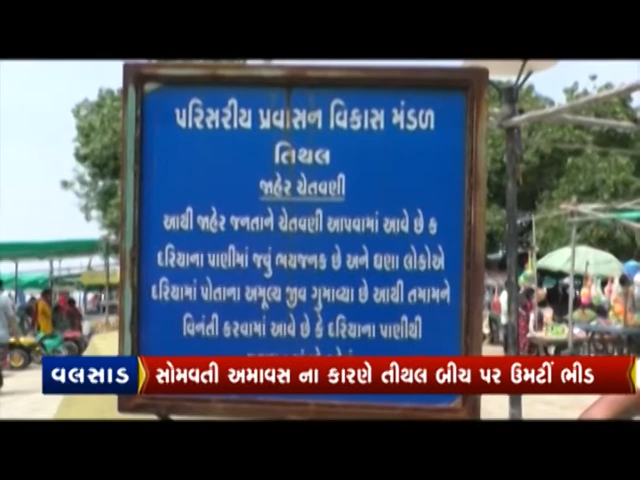 પરિસરીય પ્રવાસન વિકાસ મંડળ
તિથલ
જાહેર ચેતવણી
આથી જાહેર જનતાને ચેતવણી આપવામાં આવે છે ક
દરિયાના પાણીમાં જવું ભયજનક છે અને ઘણા લોકોએ
દરિયામાં પોતાના અમૂલ્ય જીવ ગુમાવ્યા છે આથી તમામને
વિનંતી કરવામાં આવે છે કે દરિયાના પાણીથી
વલસાડ
સોમવતી અમાવસ ના કારણે તીથલ બીચ પર ઉમટીં ભીડ